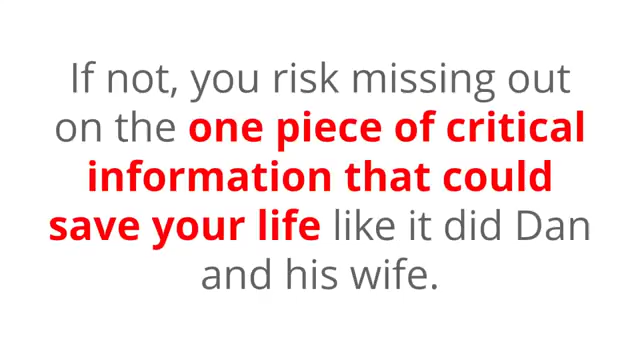 If not, you risk missing out
on the one piece of critical
information that could
save your life like it did Dan
and his wife.